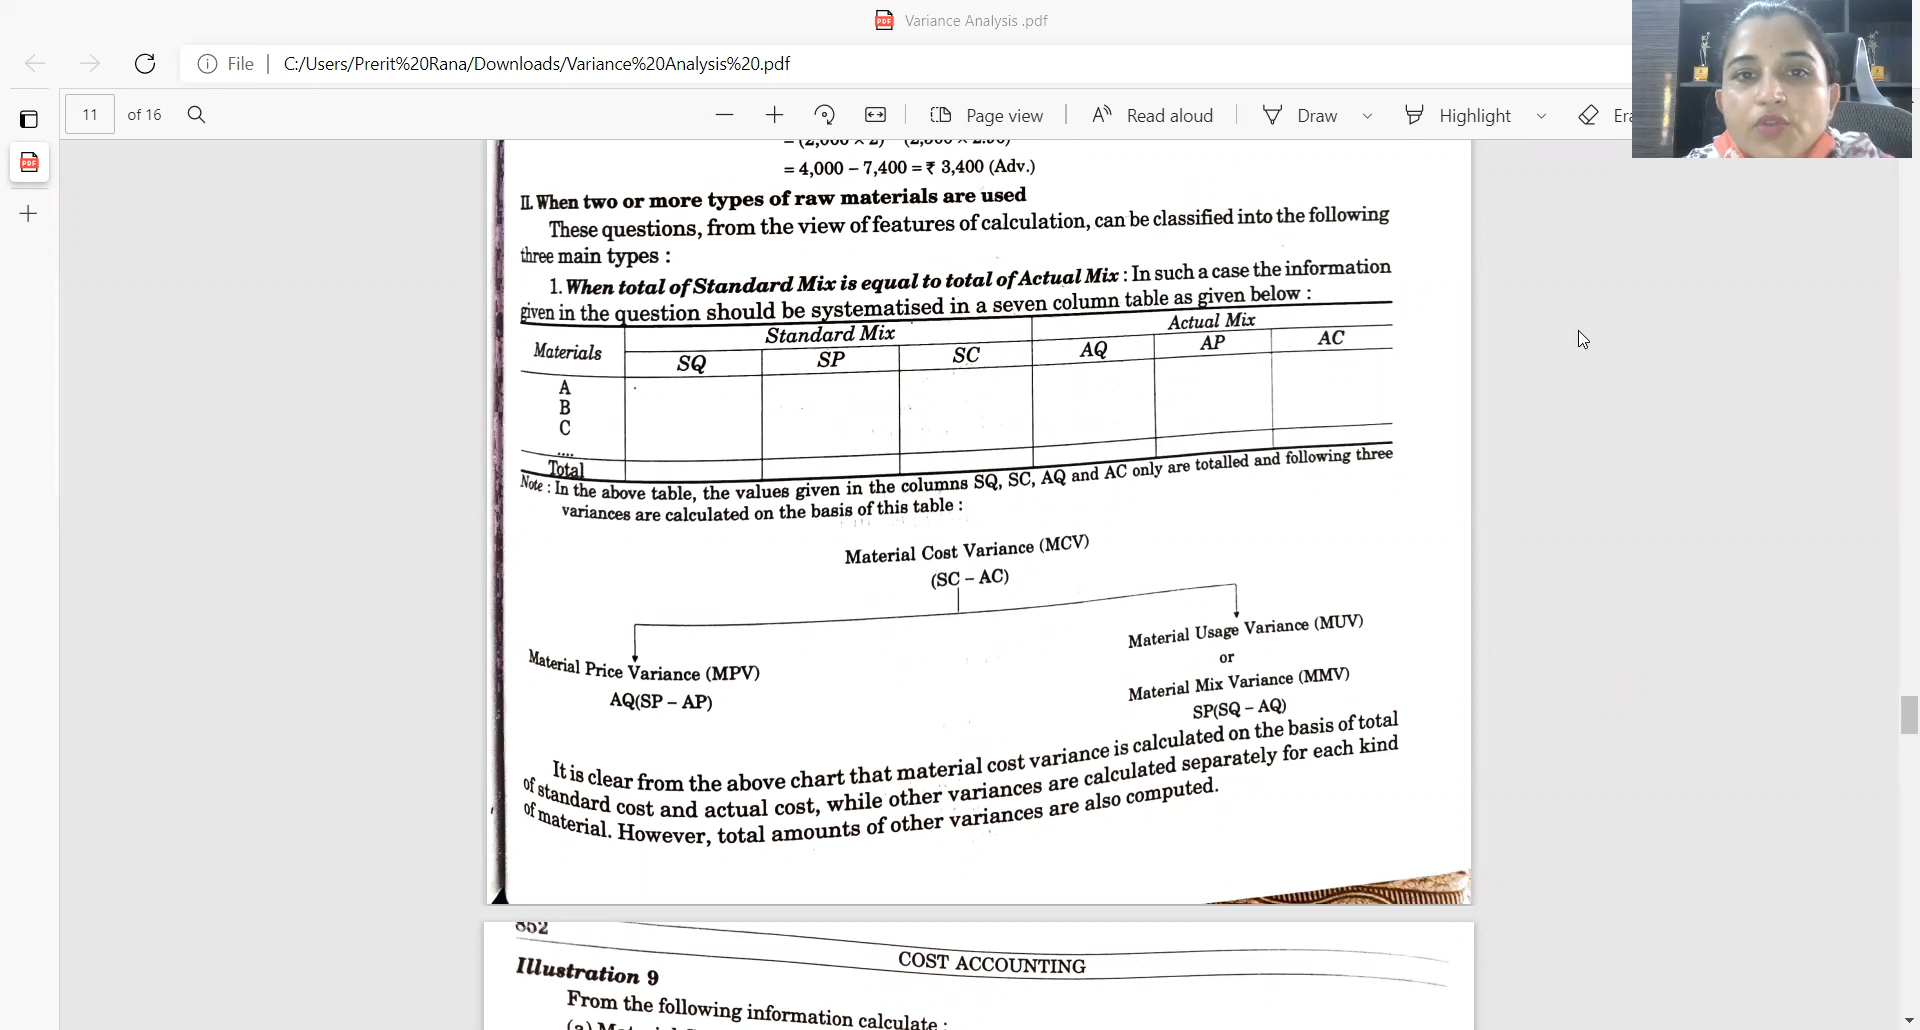 Variance Analysis .pdf
File
C:/Users/Prerit%20Rana/Downloads/Variance%20Analysis%20.pdf
11 of 16
Page view
Read aloud
Draw
Highlight
= 4,000 – 7,400 = ₹ 3,400 (Adv.)
II. When two or more types of raw materials are used
These questions, from the view of features of calculation, can be classified into the following
three main types :
1. When total of Standard Mix is equal to total of Actual Mix : In such a case the information
given in the question should be systematised in a seven column table as given below :
Materials Standard Mix Actual Mix
SQ SP SC AQ AP AC
A
B
C
....
Total
Note : In the above table, the values given in the columns SQ, SC, AQ and AC only are totalled and following three
variances are calculated on the basis of this table :
Material Cost Variance (MCV)
(SC – AC)
Material Price Variance (MPV)
AQ(SP – AP)
Material Usage Variance (MUV)
or
Material Mix Variance (MMV)
SP(SQ – AQ)
It is clear from the above chart that material cost variance is calculated on the basis of total
of standard cost and actual cost, while other variances are calculated separately for each kind
of material. However, total amounts of other variances are also computed.
852
COST ACCOUNTING
Illustration 9
From the following information calculate :